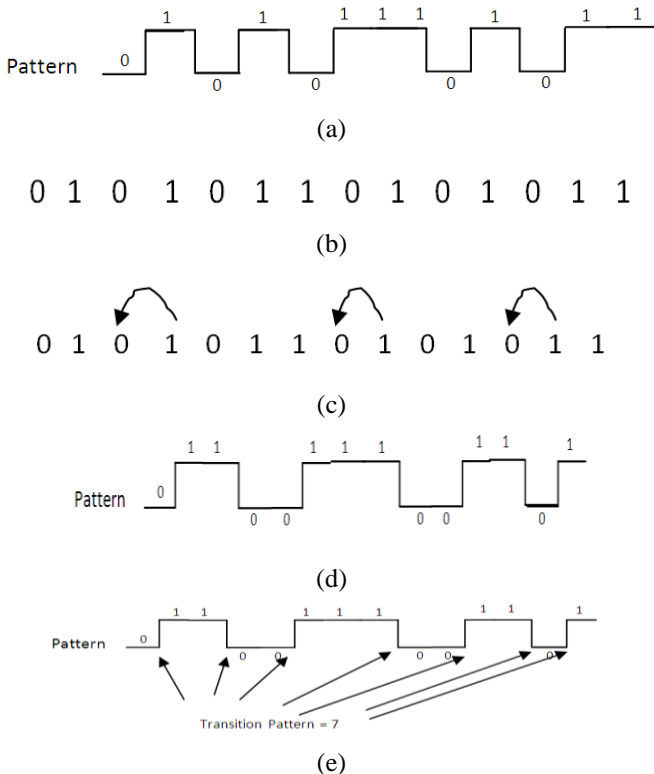 1 1 1 1 1 1 1 1
Pattern 0
0 0 0 0
(a)
0 1 0 1 0 1 1 0 1 0 1 0 1 1
(b)
0 1 0 1 0 1 1 0 1 0 1 0 1 1
(c)
1 1 1 1 1 1 1 1
Pattern 0
0 0 0 0 0
(d)
1 1 1 1 1 1 1 1
Pattern 0
0 0 0 0 0
Transition Pattern = 7
(e)